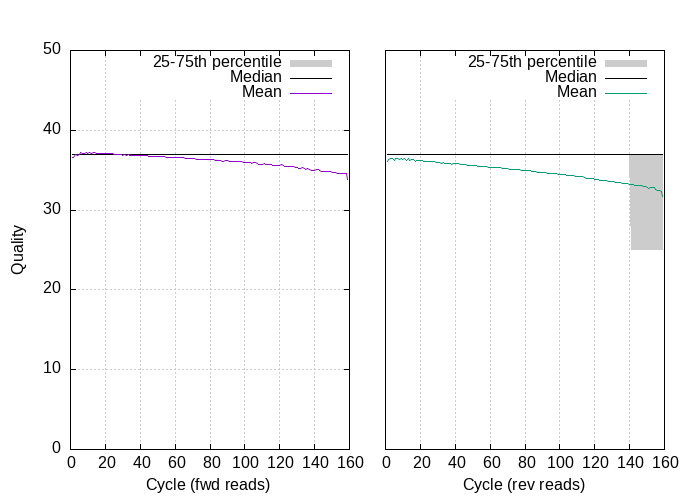 50
40
30
20
10
0
Quality
25-75th percentile
Median
Mean
0 20 40 60 80 100 120 140 160
Cycle (fwd reads)
25-75th percentile
Median
Mean
0 20 40 60 80 100 120 140 160
Cycle (rev reads)